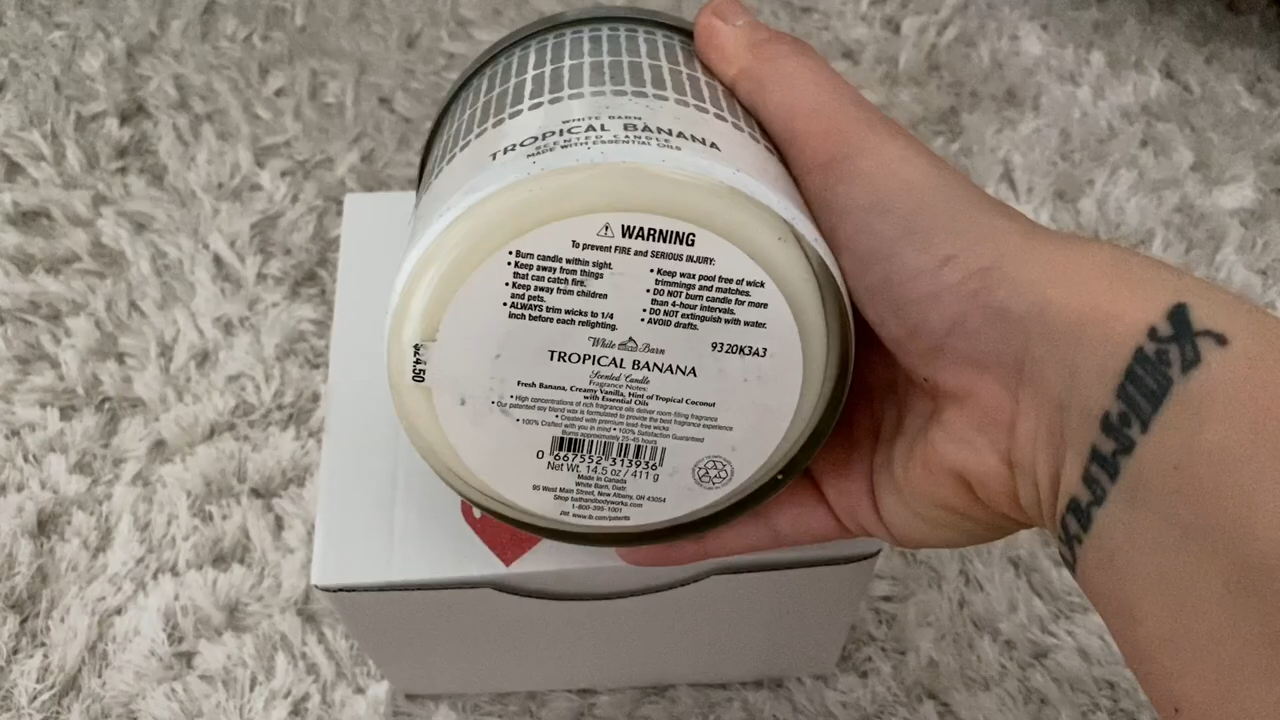 WHITE BARN
TROPICAL BANANA
SCENTED CANDLE
MADE WITH ESSENTIAL OILS
WARNING
To prevent FIRE and SERIOUS INJURY:
• Burn candle within sight.
• Keep away from things
that can catch fire.
• Keep away from children
and pets.
• ALWAYS trim wicks to 1/4
inch before each relighting.
• Keep wax pool free of wick
trimmings and matches.
• DO NOT burn candle for more
than 4-hour intervals.
• DO NOT extinguish with water.
• AVOID drafts.
White Barn
9320K3A3
TROPICAL BANANA
Scented Candle
Fragrance Notes:
Fresh Banana, Creamy Vanilla, Hint of Tropical Coconut
with Essential Oils
• High concentrations of rich fragrance oils deliver room-filling fragrance
• Our patented soy blend wax is formulated to provide the best fragrance experience
• Created with premium lead-free wicks
• 100% Crafted with you in mind • 100% Satisfaction Guaranteed
Burns approximately 25-45 hours
0 667552 313936
Net Wt. 14.5 oz / 411 g
Made in Canada
White Barn, Distr.
95 West Main Street, New Albany, OH 43054
Shop bathandbodyworks.com
1-800-395-1001
pat. www.lb.com/patents
$24.50